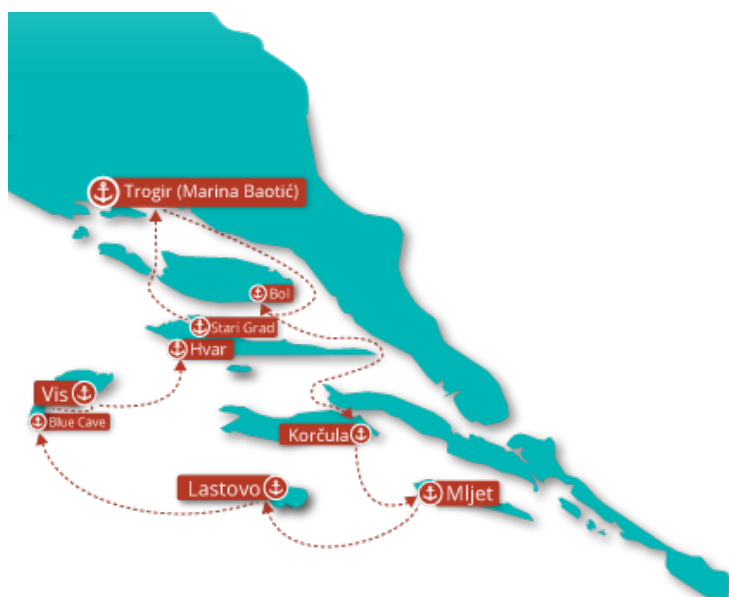 Trogir (Marina Baotić)
Bol
Stari Grad
Hvar
Vis
Blue Cave
Korčula
Lastovo
Mljet